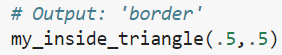 # Output: 'border'
my_inside_triangle(.5,.5)